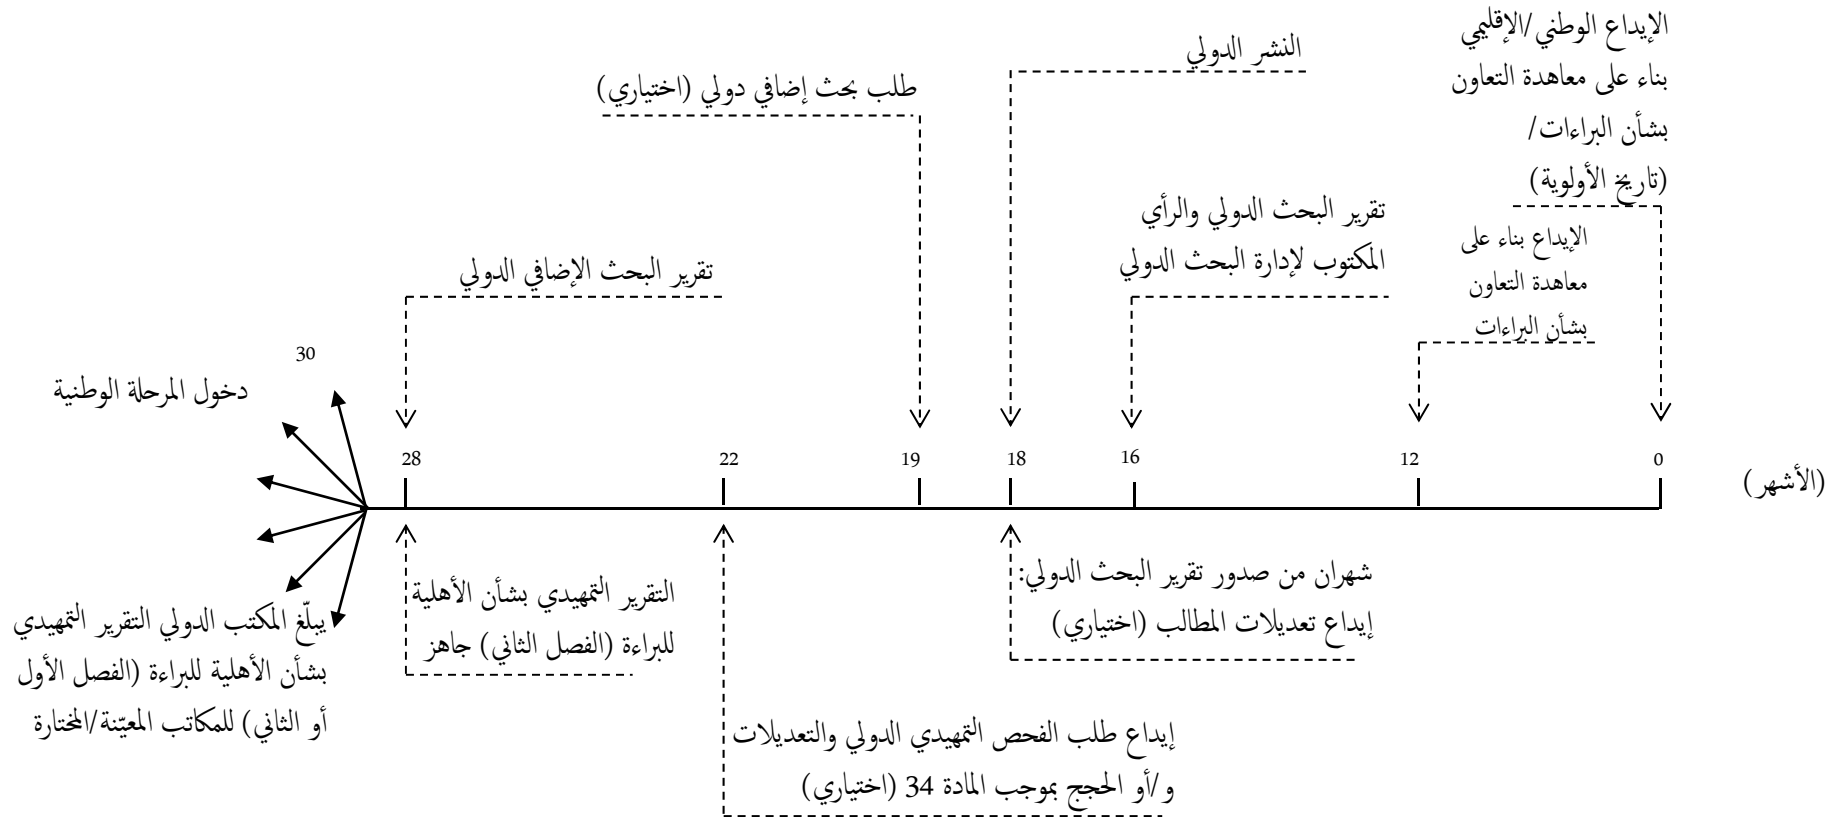 الإيداع الوطني/الإقليمي
بناء على معاهدة التعاون
بشأن البراءات/
(تاريخ الأولوية)
النشر الدولي
طلب بحث إضافي دولي (اختياري)
تقرير البحث الدولي والرأي
المكتوب لإدارة البحث الدولي
الإيداع بناء على
معاهدة التعاون
بشأن البراءات
تقرير البحث الإضافي الدولي
30
دخول المرحلة الوطنية
(الأشهر)
0
12
16
18
19
22
28
شهران من صدور تقرير البحث الدولي:
إيداع تعديلات المطالب (اختياري)
التقرير التمهيدي بشأن الأهلية
للبراءة (الفصل الثاني) جاهز
يبلّغ المكتب الدولي التقرير التمهيدي
بشأن الأهلية للبراءة (الفصل الأول
أو الثاني) للمكاتب المعيّنة/المختارة
إيداع طلب الفحص التمهيدي الدولي والتعديلات
و/أو الحجج بموجب المادة 34 (اختياري)